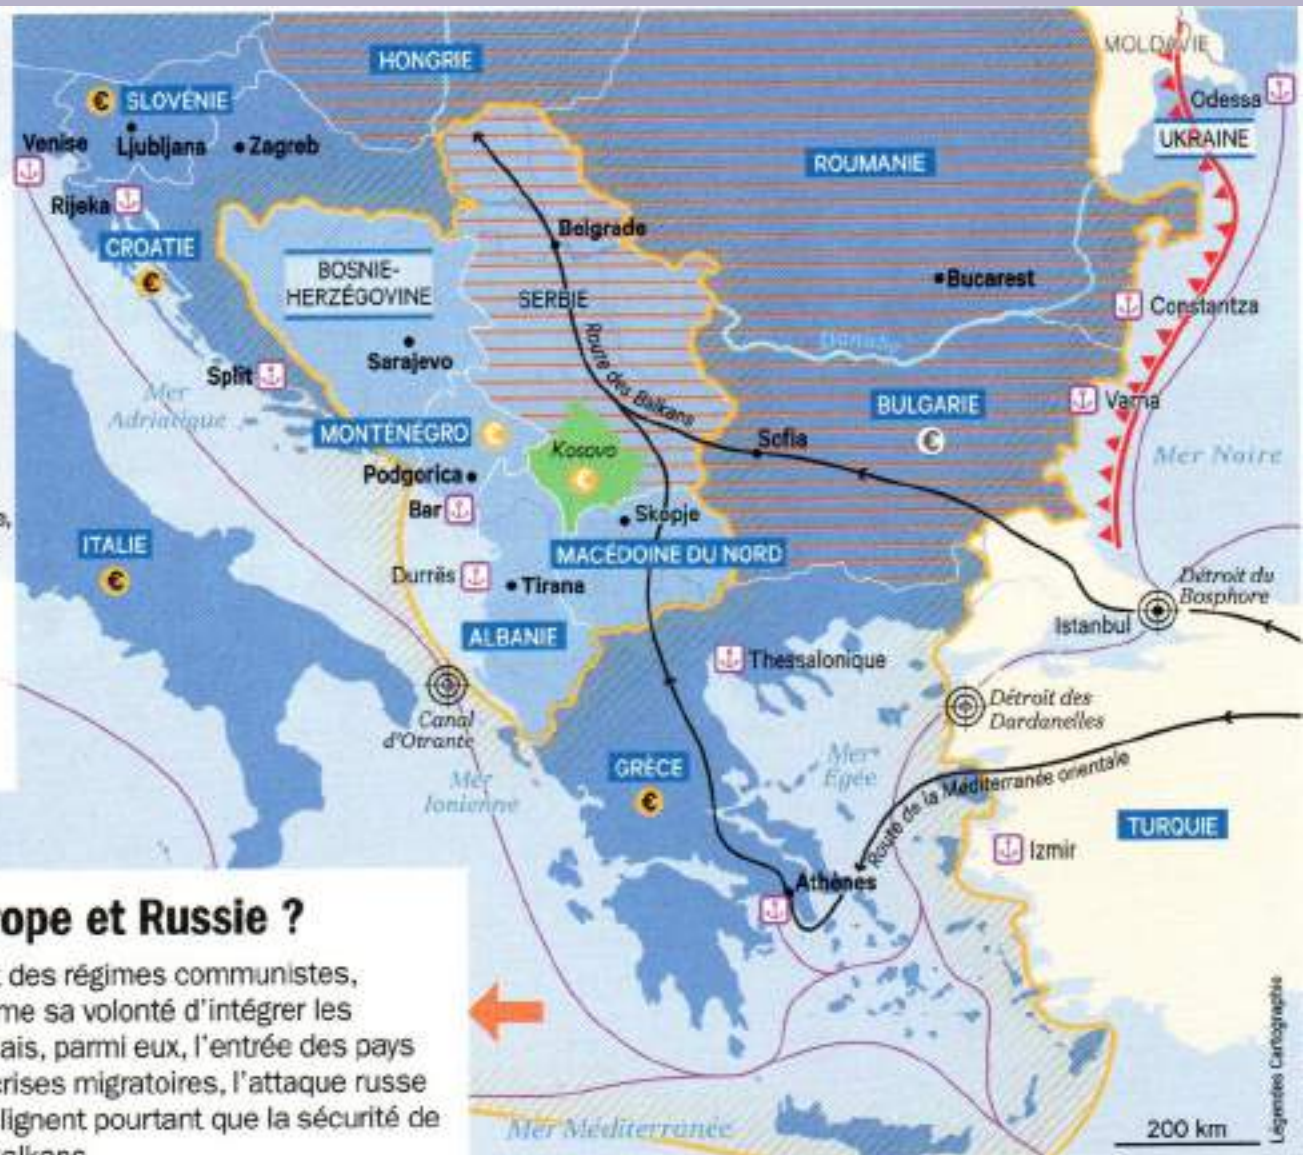 HONGRIE
MOLDAVIE
€ SLOVÉNIE
Odessa
Venise
Ljubljana
Zagreb
UKRAINE
ROUMANIE
Rijeka
Belgrade
CROATIE
€
BOSNIE-
HERZÉGOVINE
SERBIE
Bucarest
Constantza
Sarajevo
Route des Balkans
Danube
Split
Mer
Adriatique
BULGARIE
€
Varna
MONTÉNÉGRO €
Kosovo
€
Sofia
Mer Noire
Podgorica
Bar
Skopje
e,
ITALIE
€
MACÉDOINE DU NORD
Durrës
Tirana
Détroit du
Bosphore
Istanbul
ALBANIE
Thessalonique
Canal
d'Otrante
Détroit des
Dardanelles
Mer
Ionienne
GRÈCE
€
Mer
Égée
Route de la Méditerranée orientale
TURQUIE
Izmir
Athènes
ope et Russie ?
t des régimes communistes,
me sa volonté d'intégrer les
ais, parmi eux, l'entrée des pays
crises migratoires, l'attaque russe
lignent pourtant que la sécurité de
alkans
Mer Méditerranée
200 km
Légendes Cartographie